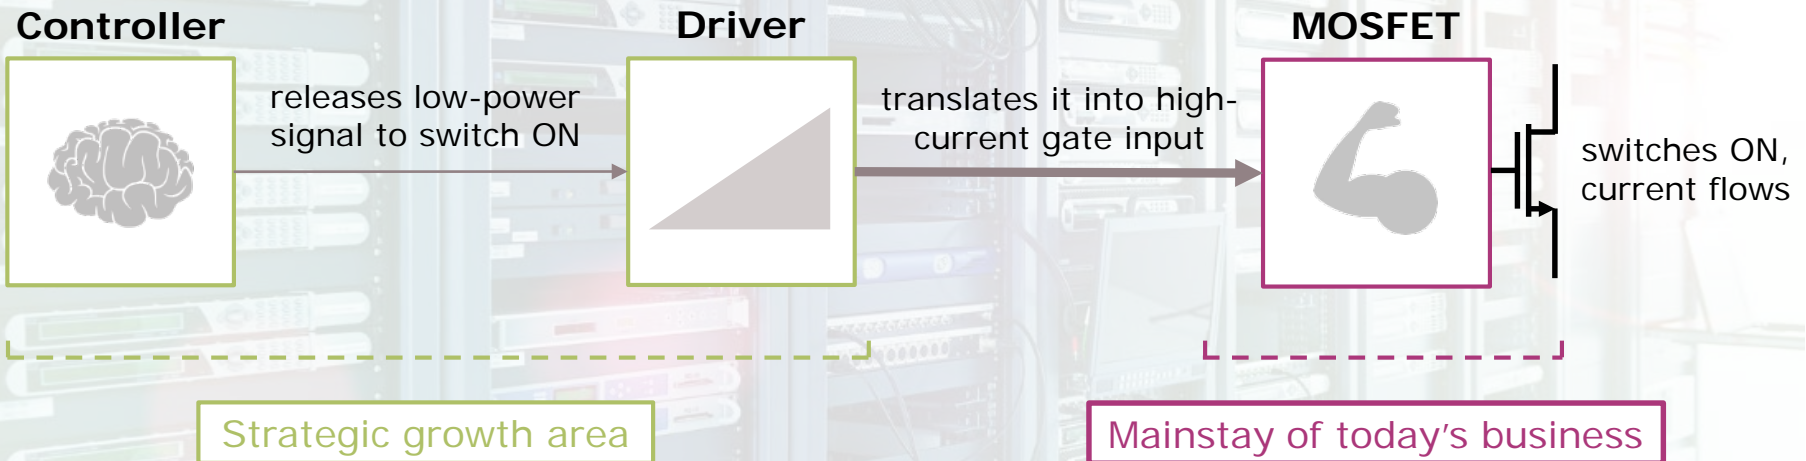 Controller
Driver
MOSFET
releases low-power
signal to switch ON
translates it into high-
current gate input
switches ON,
current flows
Strategic growth area
Mainstay of today's business